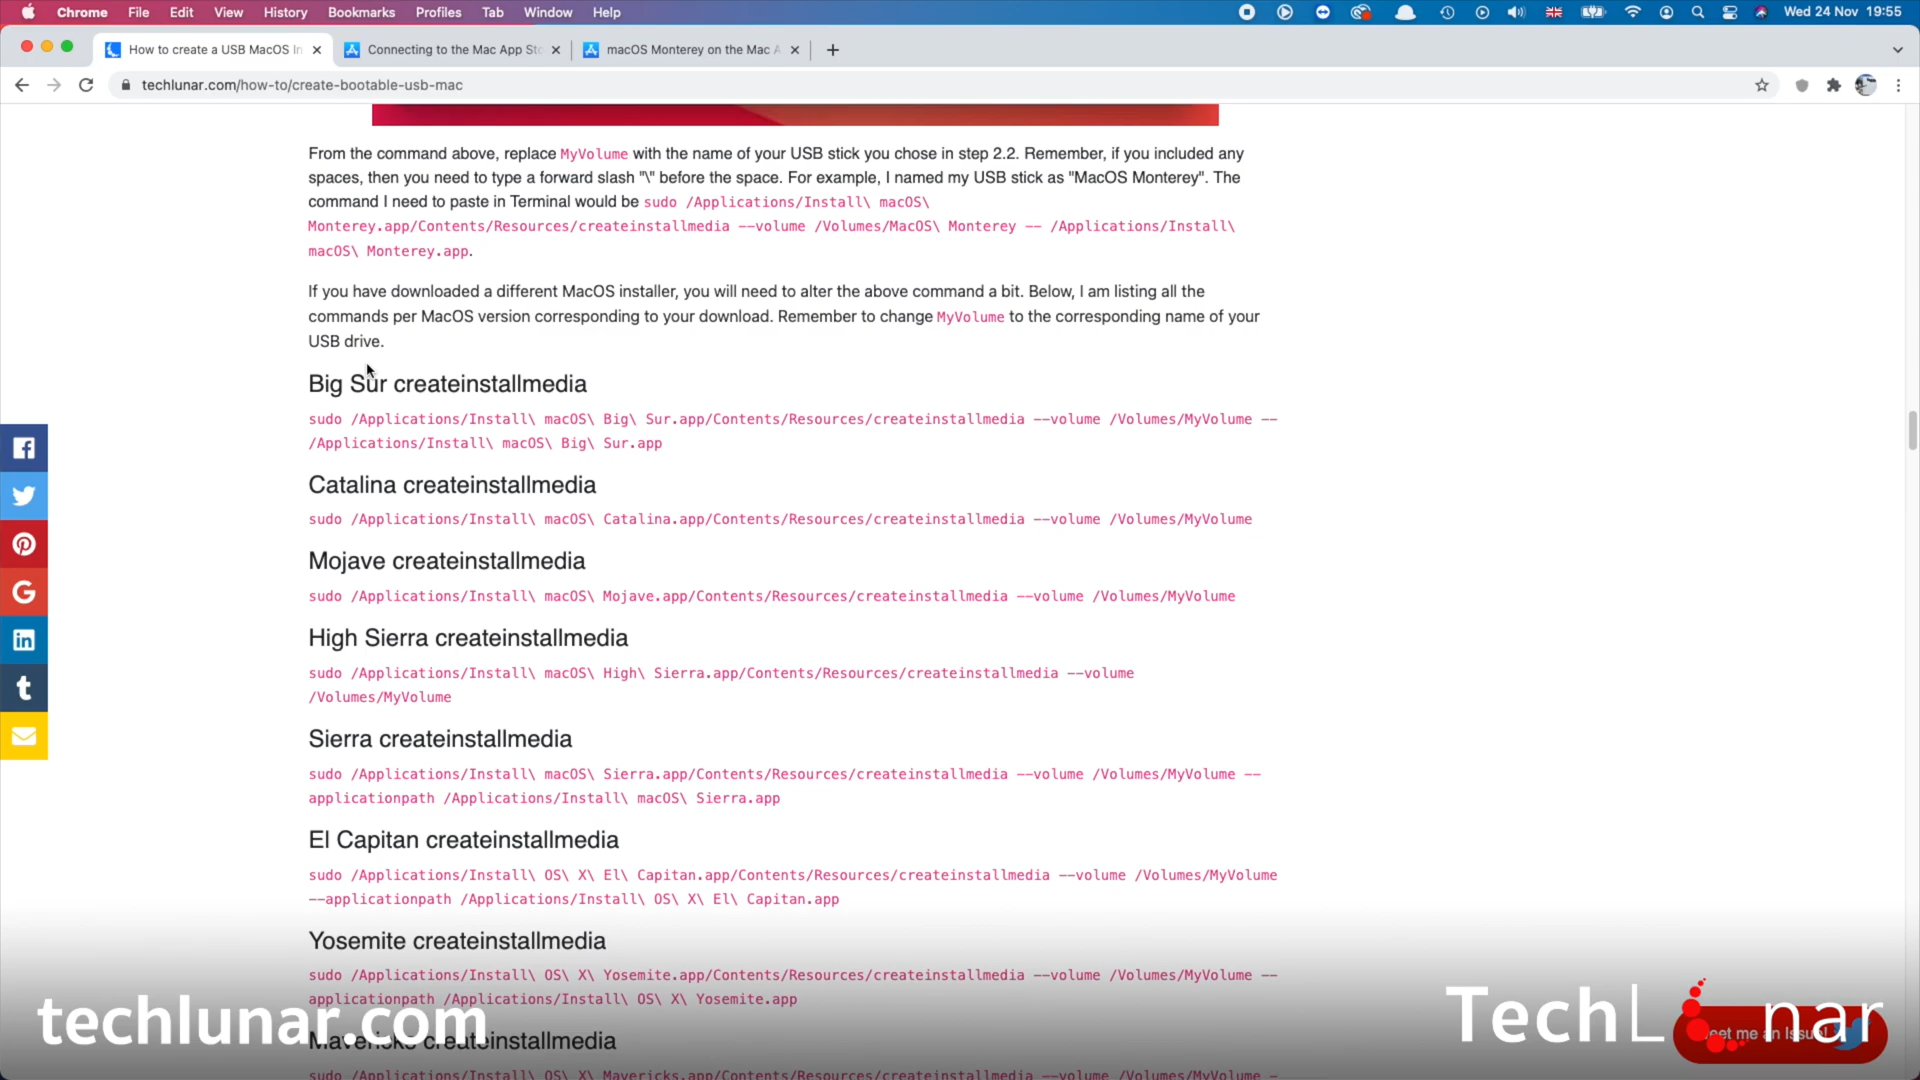 Chrome File Edit View History Bookmarks Profiles Tab Window Help Wed 24 Nov 19:55
How to create a USB MacOS In Connecting to the Mac App Sto macOS Monterey on the Mac A
techlunar.com/how-to/create-bootable-usb-mac
From the command above, replace MyVolume with the name of your USB stick you chose in step 2.2. Remember, if you included any
spaces, then you need to type a forward slash "\" before the space. For example, I named my USB stick as "MacOS Monterey". The
command I need to paste in Terminal would be sudo /Applications/Install\ macOS\
Monterey.app/Contents/Resources/createinstallmedia --volume /Volumes/MacOS\ Monterey -- /Applications/Install\
macOS\ Monterey.app.
If you have downloaded a different MacOS installer, you will need to alter the above command a bit. Below, I am listing all the
commands per MacOS version corresponding to your download. Remember to change MyVolume to the corresponding name of your
USB drive.
Big Sur createinstallmedia
sudo /Applications/Install\ macOS\ Big\ Sur.app/Contents/Resources/createinstallmedia --volume /Volumes/MyVolume --
/Applications/Install\ macOS\ Big\ Sur.app
Catalina createinstallmedia
sudo /Applications/Install\ macOS\ Catalina.app/Contents/Resources/createinstallmedia --volume /Volumes/MyVolume
Mojave createinstallmedia
sudo /Applications/Install\ macOS\ Mojave.app/Contents/Resources/createinstallmedia --volume /Volumes/MyVolume
High Sierra createinstallmedia
sudo /Applications/Install\ macOS\ High\ Sierra.app/Contents/Resources/createinstallmedia --volume
/Volumes/MyVolume
Sierra createinstallmedia
sudo /Applications/Install\ macOS\ Sierra.app/Contents/Resources/createinstallmedia --volume /Volumes/MyVolume --
applicationpath /Applications/Install\ macOS\ Sierra.app
El Capitan createinstallmedia
sudo /Applications/Install\ OS\ X\ El\ Capitan.app/Contents/Resources/createinstallmedia --volume /Volumes/MyVolume
--applicationpath /Applications/Install\ OS\ X\ El\ Capitan.app
Yosemite createinstallmedia
sudo /Applications/Install\ OS\ X\ Yosemite.app/Contents/Resources/createinstallmedia --volume /Volumes/MyVolume --
applicationpath /Applications/Install\ OS\ X\ Yosemite.app
techlunar.com
TechLunar
Mavericks createinstallmedia
me an Issue!
sudo /Applications/Install\ OS\ X\ Mavericks.app/Contents/Resources/createinstallmedia --volume /Volumes/MyVolume -